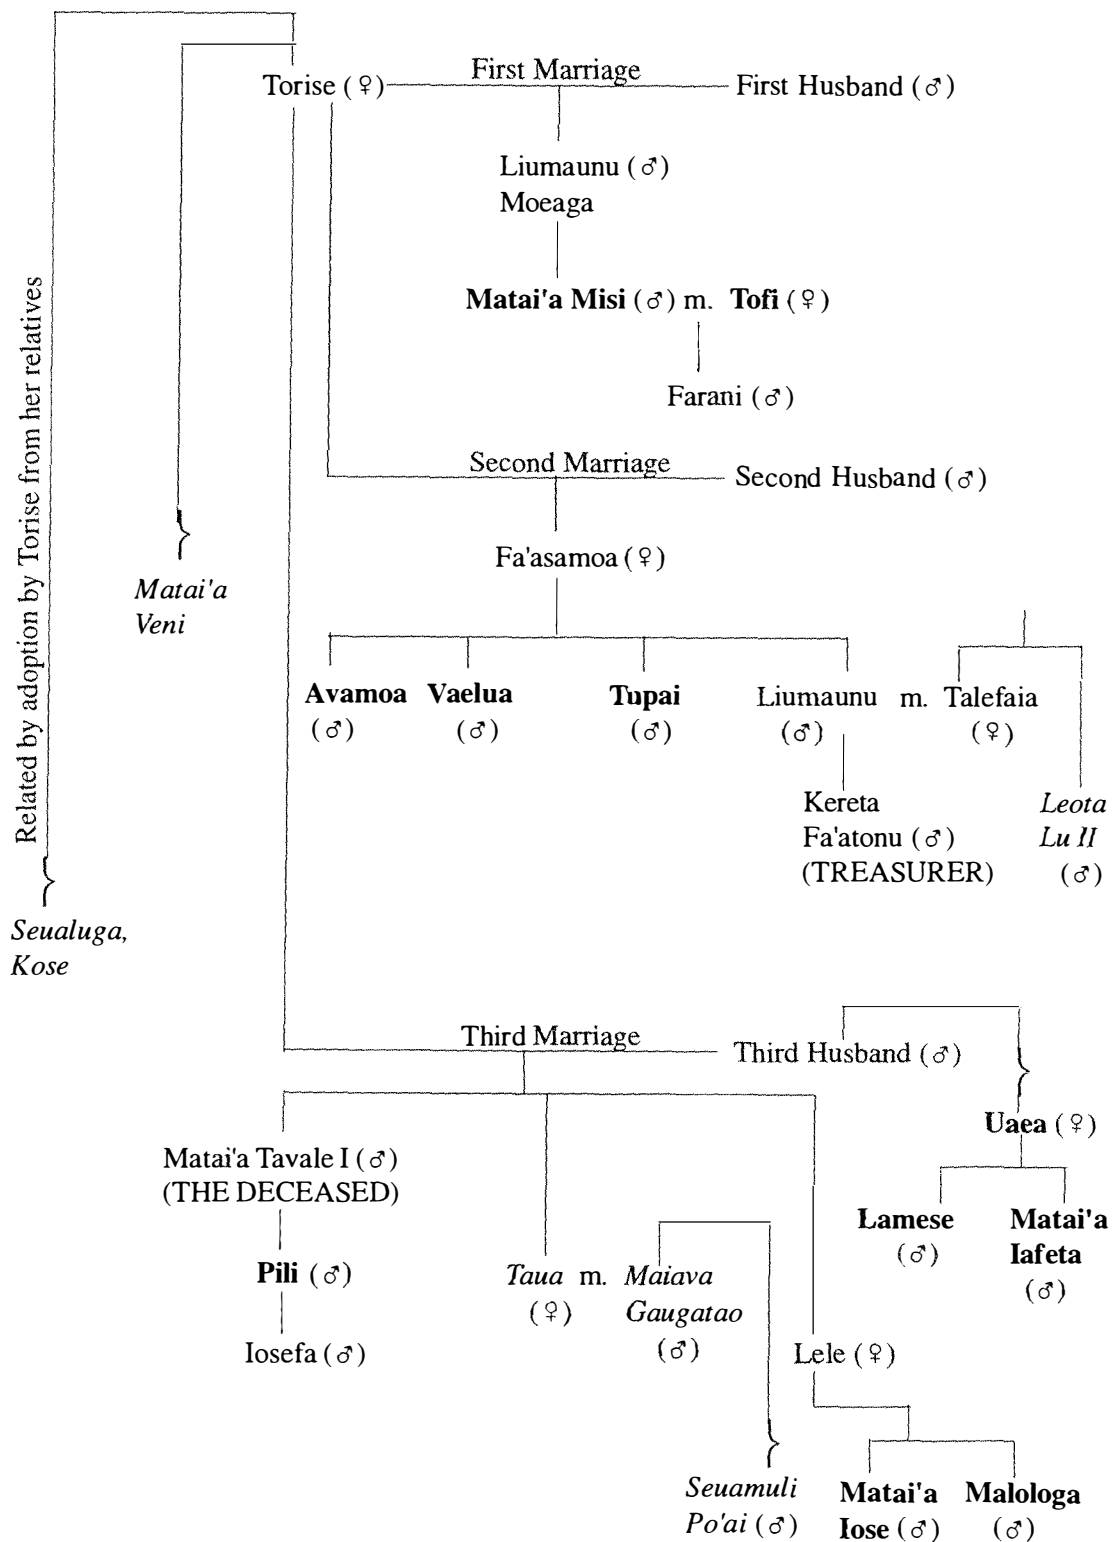 First Marriage
Torise (♀)
First Husband (♂)
Liumaunu (♂)
Moeaga
Matai'a Misi (♂) m. Tofi (♀)
Farani (♂)
Related by adoption by Torise from her relatives
Second Marriage
Second Husband (♂)
Fa'asamoa (♀)
Matai'a
Veni
Avamoa
(♂)
Vaelua
(♂)
Tupai
(♂)
Liumaunu m. Talefaia
(♂)
(♀)
Kereta
Fa'atonu (♂)
(TREASURER)
Leota
Lu II
(♂)
Seualuga,
Kose
Third Marriage
Third Husband (♂)
Uaea (♀)
Lamese
(♂)
Matai'a
Iafeta
(♂)
Matai'a Tavale I (♂)
(THE DECEASED)
Pili (♂)
Iosefa (♂)
Taua m. Maiava
(♀)
Gaugatao
(♂)
Lele (♀)
Seuamuli
Po'ai (♂)
Matai'a
Iose (♂)
Malologa
(♂)